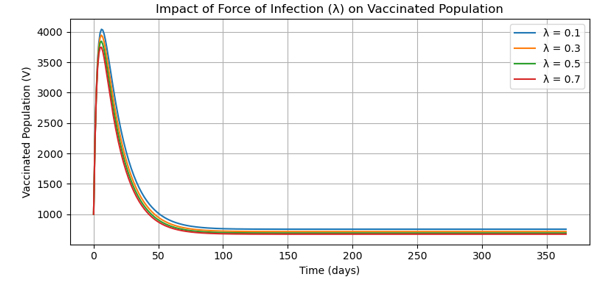 Impact of Force of Infection (λ) on Vaccinated Population
Vaccinated Population (V)
4000
3500
3000
2500
2000
1500
1000
λ = 0.1
λ = 0.3
λ = 0.5
λ = 0.7
0 50 100 150 200 250 300 350
Time (days)